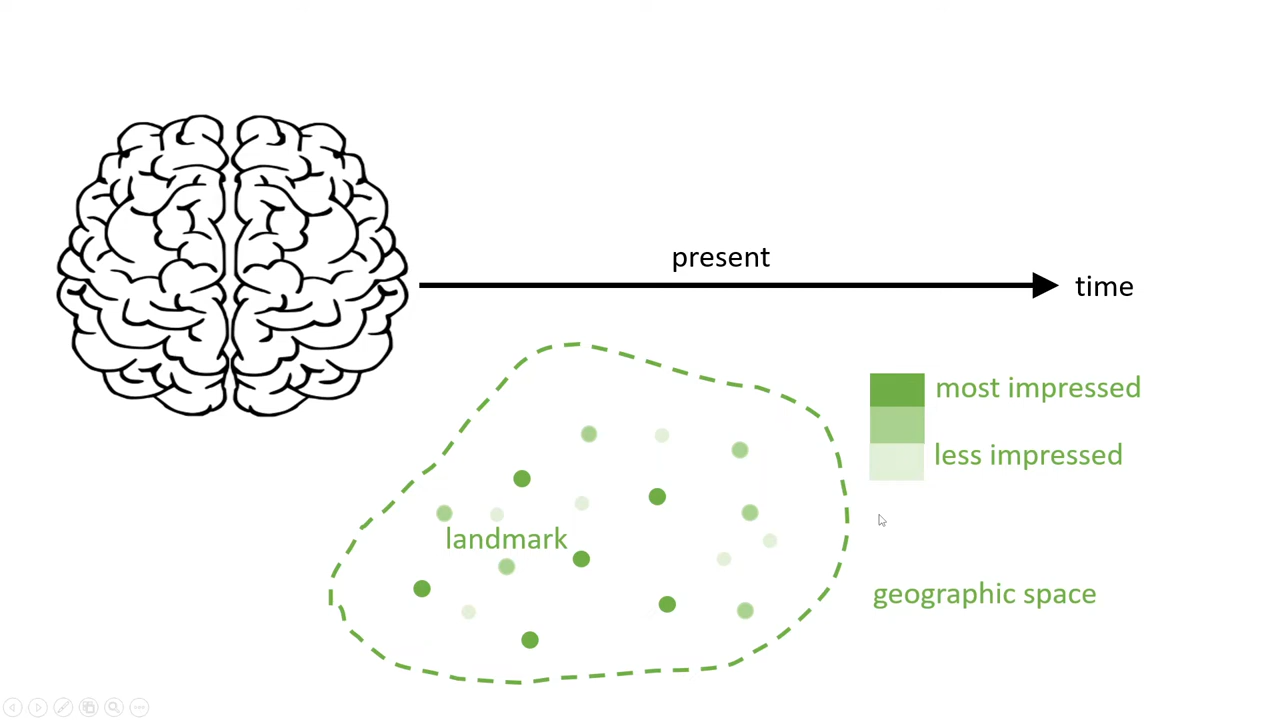 present
time
most impressed
less impressed
landmark
geographic space